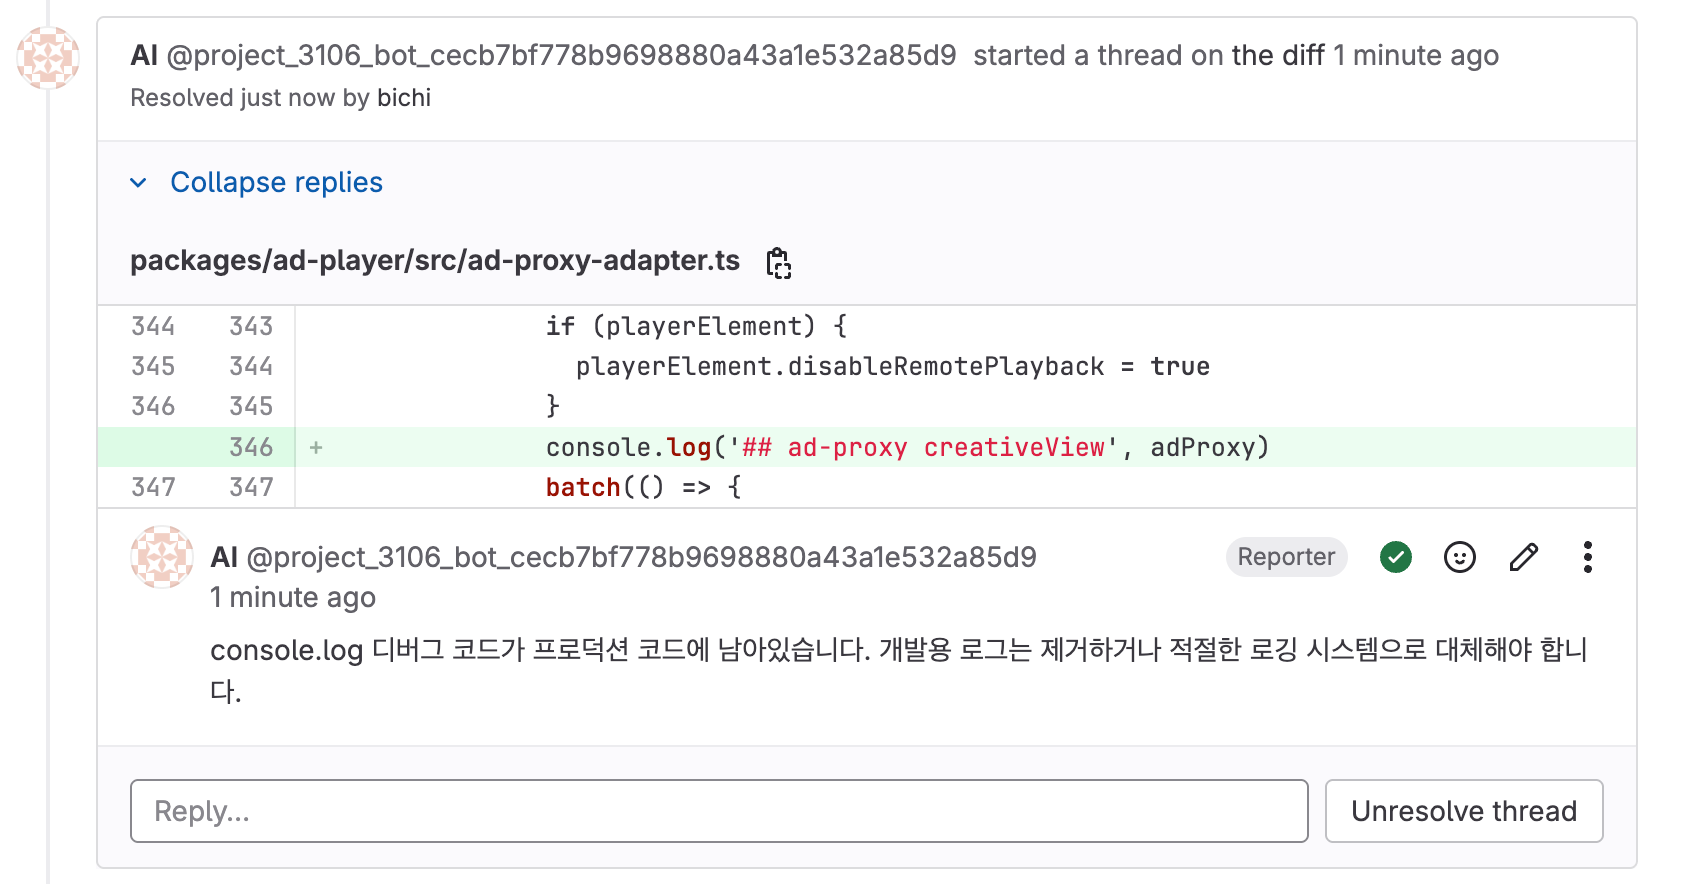 AI @project_3106_bot_cecb7bf778b9698880a43a1e532a85d9 started a thread on the diff 1 minute ago
Resolved just now by bichi
Collapse replies
packages/ad-player/src/ad-proxy-adapter.ts
344 343 if (playerElement) {
345 344 playerElement.disableRemotePlayback = true
346 345 }
346 + console.log('## ad-proxy creativeView', adProxy)
347 347 batch(() => {
AI @project_3106_bot_cecb7bf778b9698880a43a1e532a85d9 Reporter
1 minute ago
console.log 디버그 코드가 프로덕션 코드에 남아있습니다. 개발용 로그는 제거하거나 적절한 로깅 시스템으로 대체해야 합니
다.
Reply... Unresolve thread